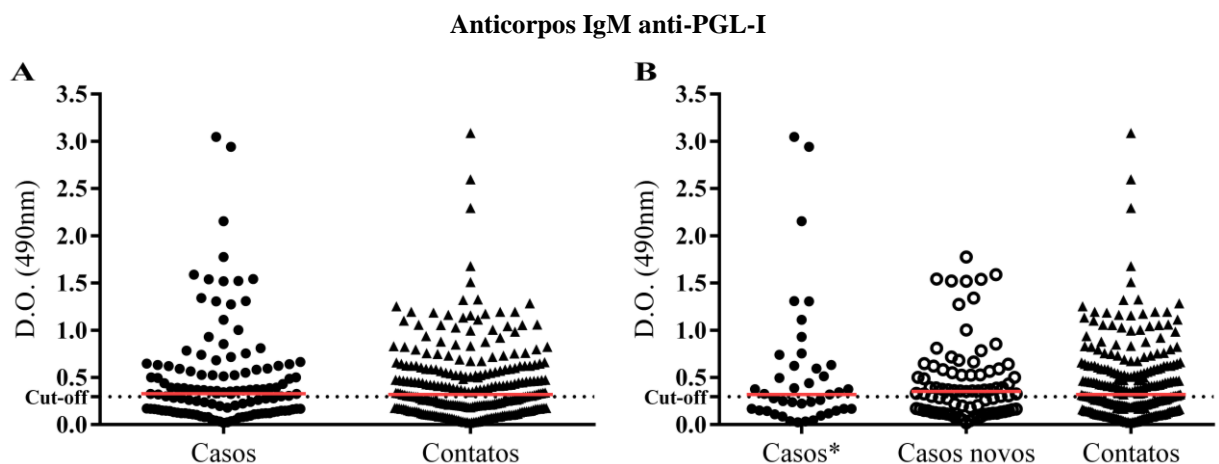 Anticorpos IgM anti-PGL-I
A
D.O. (490nm)
3.5
3.0
2.5
2.0
1.5
1.0
0.5
Cut-off
0.0
Casos Contatos
B
D.O. (490nm)
3.5
3.0
2.5
2.0
1.5
1.0
0.5
Cut-off
0.0
Casos* Casos novos Contatos